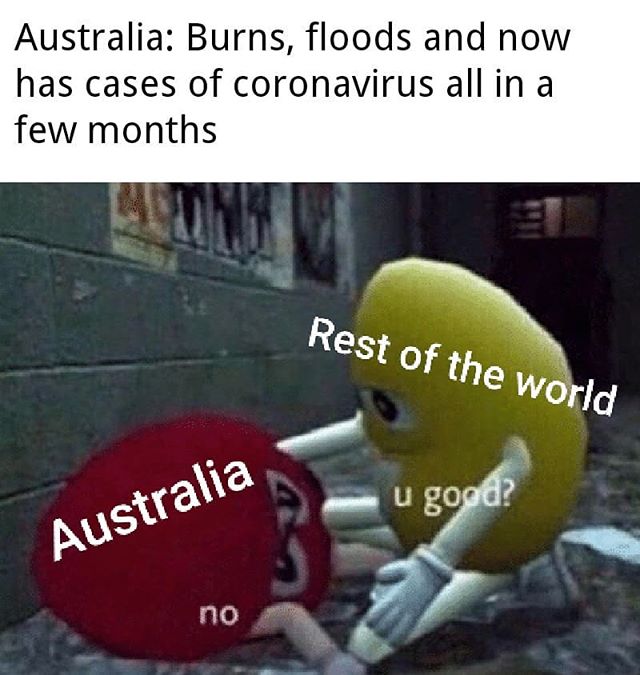 Australia: Burns, floods and now
has cases of coronavirus all in a
few months
Rest of the world
Australia
u good?
no